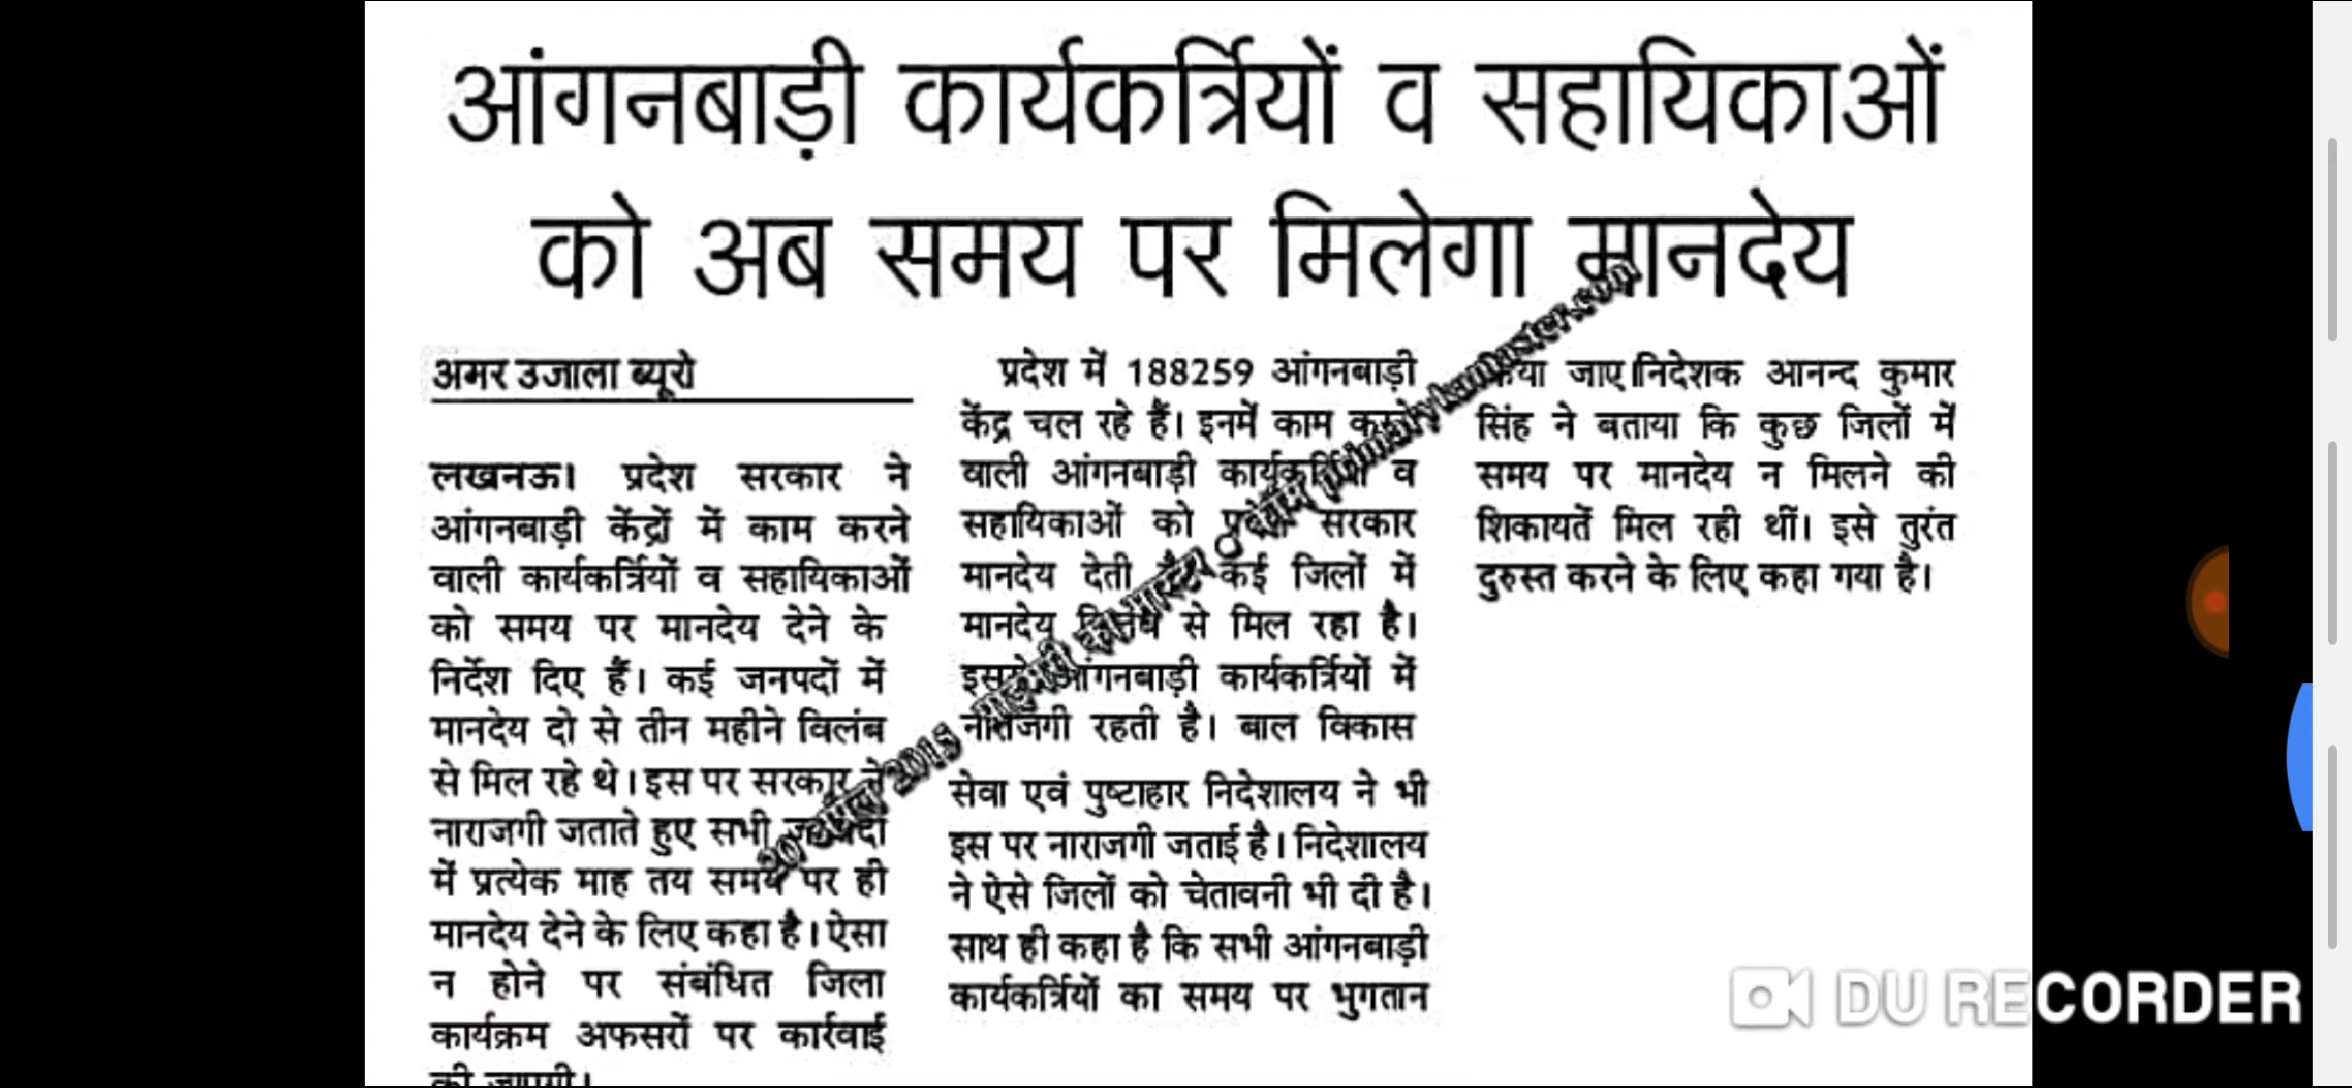 आंगनबाड़ी कार्यकर्त्रियों व सहायिकाओं
को अब समय पर मिलेगा मानदेय
अमर उजाला ब्यूरो
लखनऊ। प्रदेश सरकार ने
आंगनबाड़ी केंद्रों में काम करने
वाली कार्यकर्त्रियों व सहायिकाओं
को समय पर मानदेय देने के
निर्देश दिए हैं। कई जनपदों में
मानदेय दो से तीन महीने विलंब
से मिल रहे थे। इस पर सरकार ने
नाराजगी जताते हुए सभी जनपदों
में प्रत्येक माह तय समय पर ही
मानदेय देने के लिए कहा है। ऐसा
न होने पर संबंधित जिला
कार्यक्रम अफसरों पर कार्रवाई
की जाएगी।
प्रदेश में 188259 आंगनबाड़ी
केंद्र चल रहे हैं। इनमें काम करने
वाली आंगनबाड़ी कार्यकर्त्रियों व
सहायिकाओं को प्रदेश सरकार
मानदेय देती है। कई जिलों में
मानदेय विलंब से मिल रहा है।
इससे आंगनबाड़ी कार्यकर्त्रियों में
नाराजगी रहती है। बाल विकास
सेवा एवं पुष्टाहार निदेशालय ने भी
इस पर नाराजगी जताई है। निदेशालय
ने ऐसे जिलों को चेतावनी भी दी है।
साथ ही कहा है कि सभी आंगनबाड़ी
कार्यकर्त्रियों का समय पर भुगतान
किया जाए।निदेशक आनन्द कुमार
सिंह ने बताया कि कुछ जिलों में
समय पर मानदेय न मिलने की
शिकायतें मिल रही थीं। इसे तुरंत
दुरुस्त करने के लिए कहा गया है।
2015
DU RECORDER